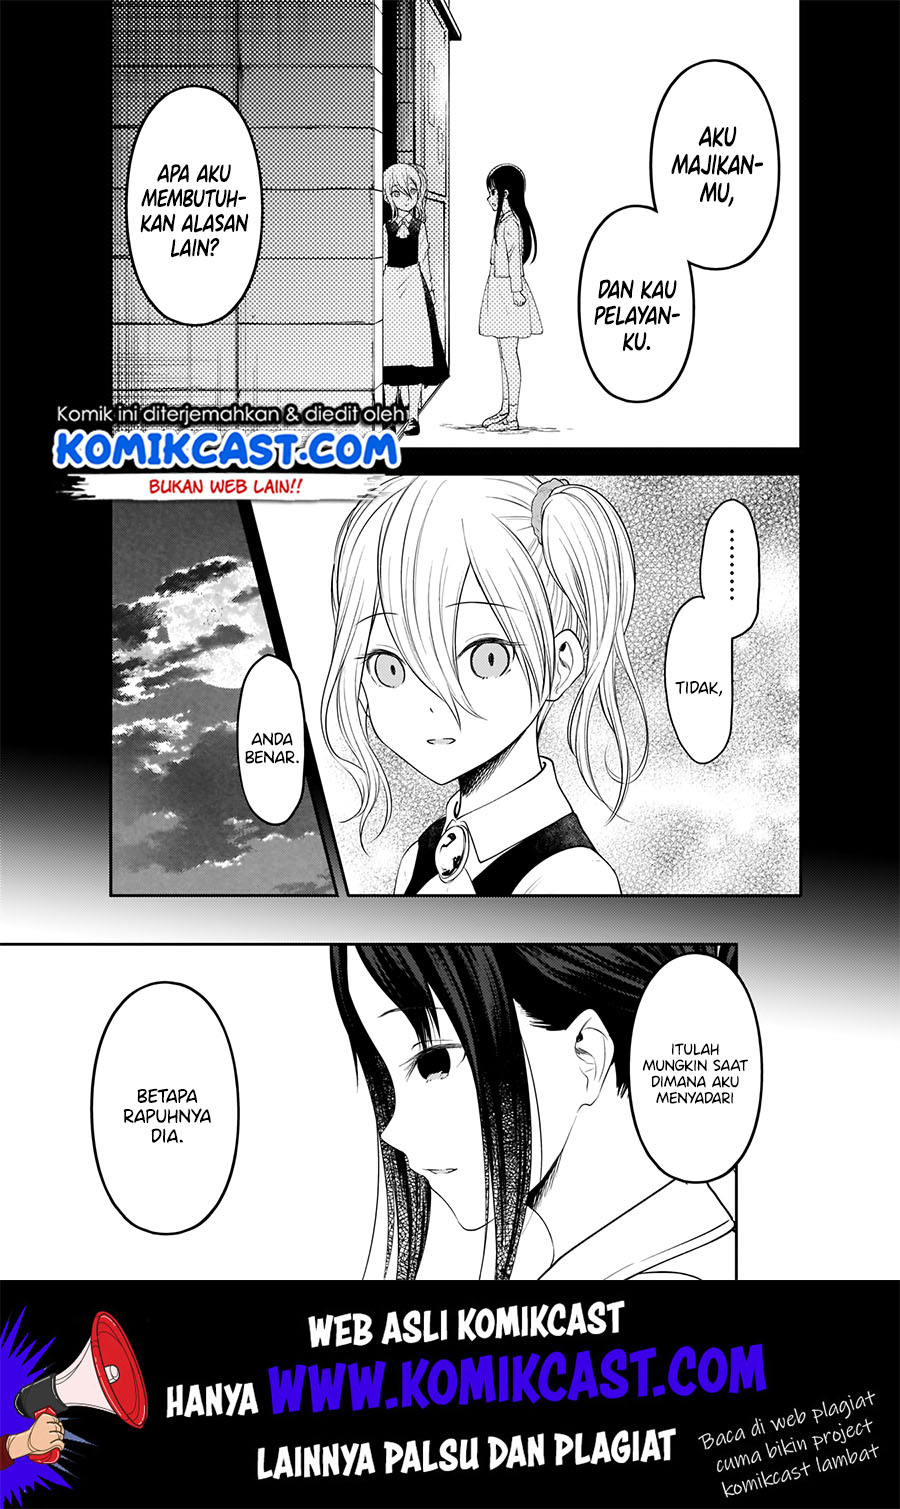 AKU
MAJIKAN-
MU,
DAN KAU
PELAYAN-
KU.
APA AKU
MEMBUTUH-
KAN ALASAN
LAIN?
Komik ini diterjemahkan & diedit oleh
KOMIKCAST.COM
BUKAN WEB LAIN!!
.........
TIDAK,
ANDA
BENAR.
ITULAH
MUNGKIN SAAT
DIMANA AKU
MENYADARI
BETAPA
RAPUHNYA
DIA.
WEB ASLI KOMIKCAST
HANYA WWW.KOMIKCAST.COM
LAINNYA PALSU DAN PLAGIAT
Baca di web plagiat
cuma bikin project
komikcast lambat